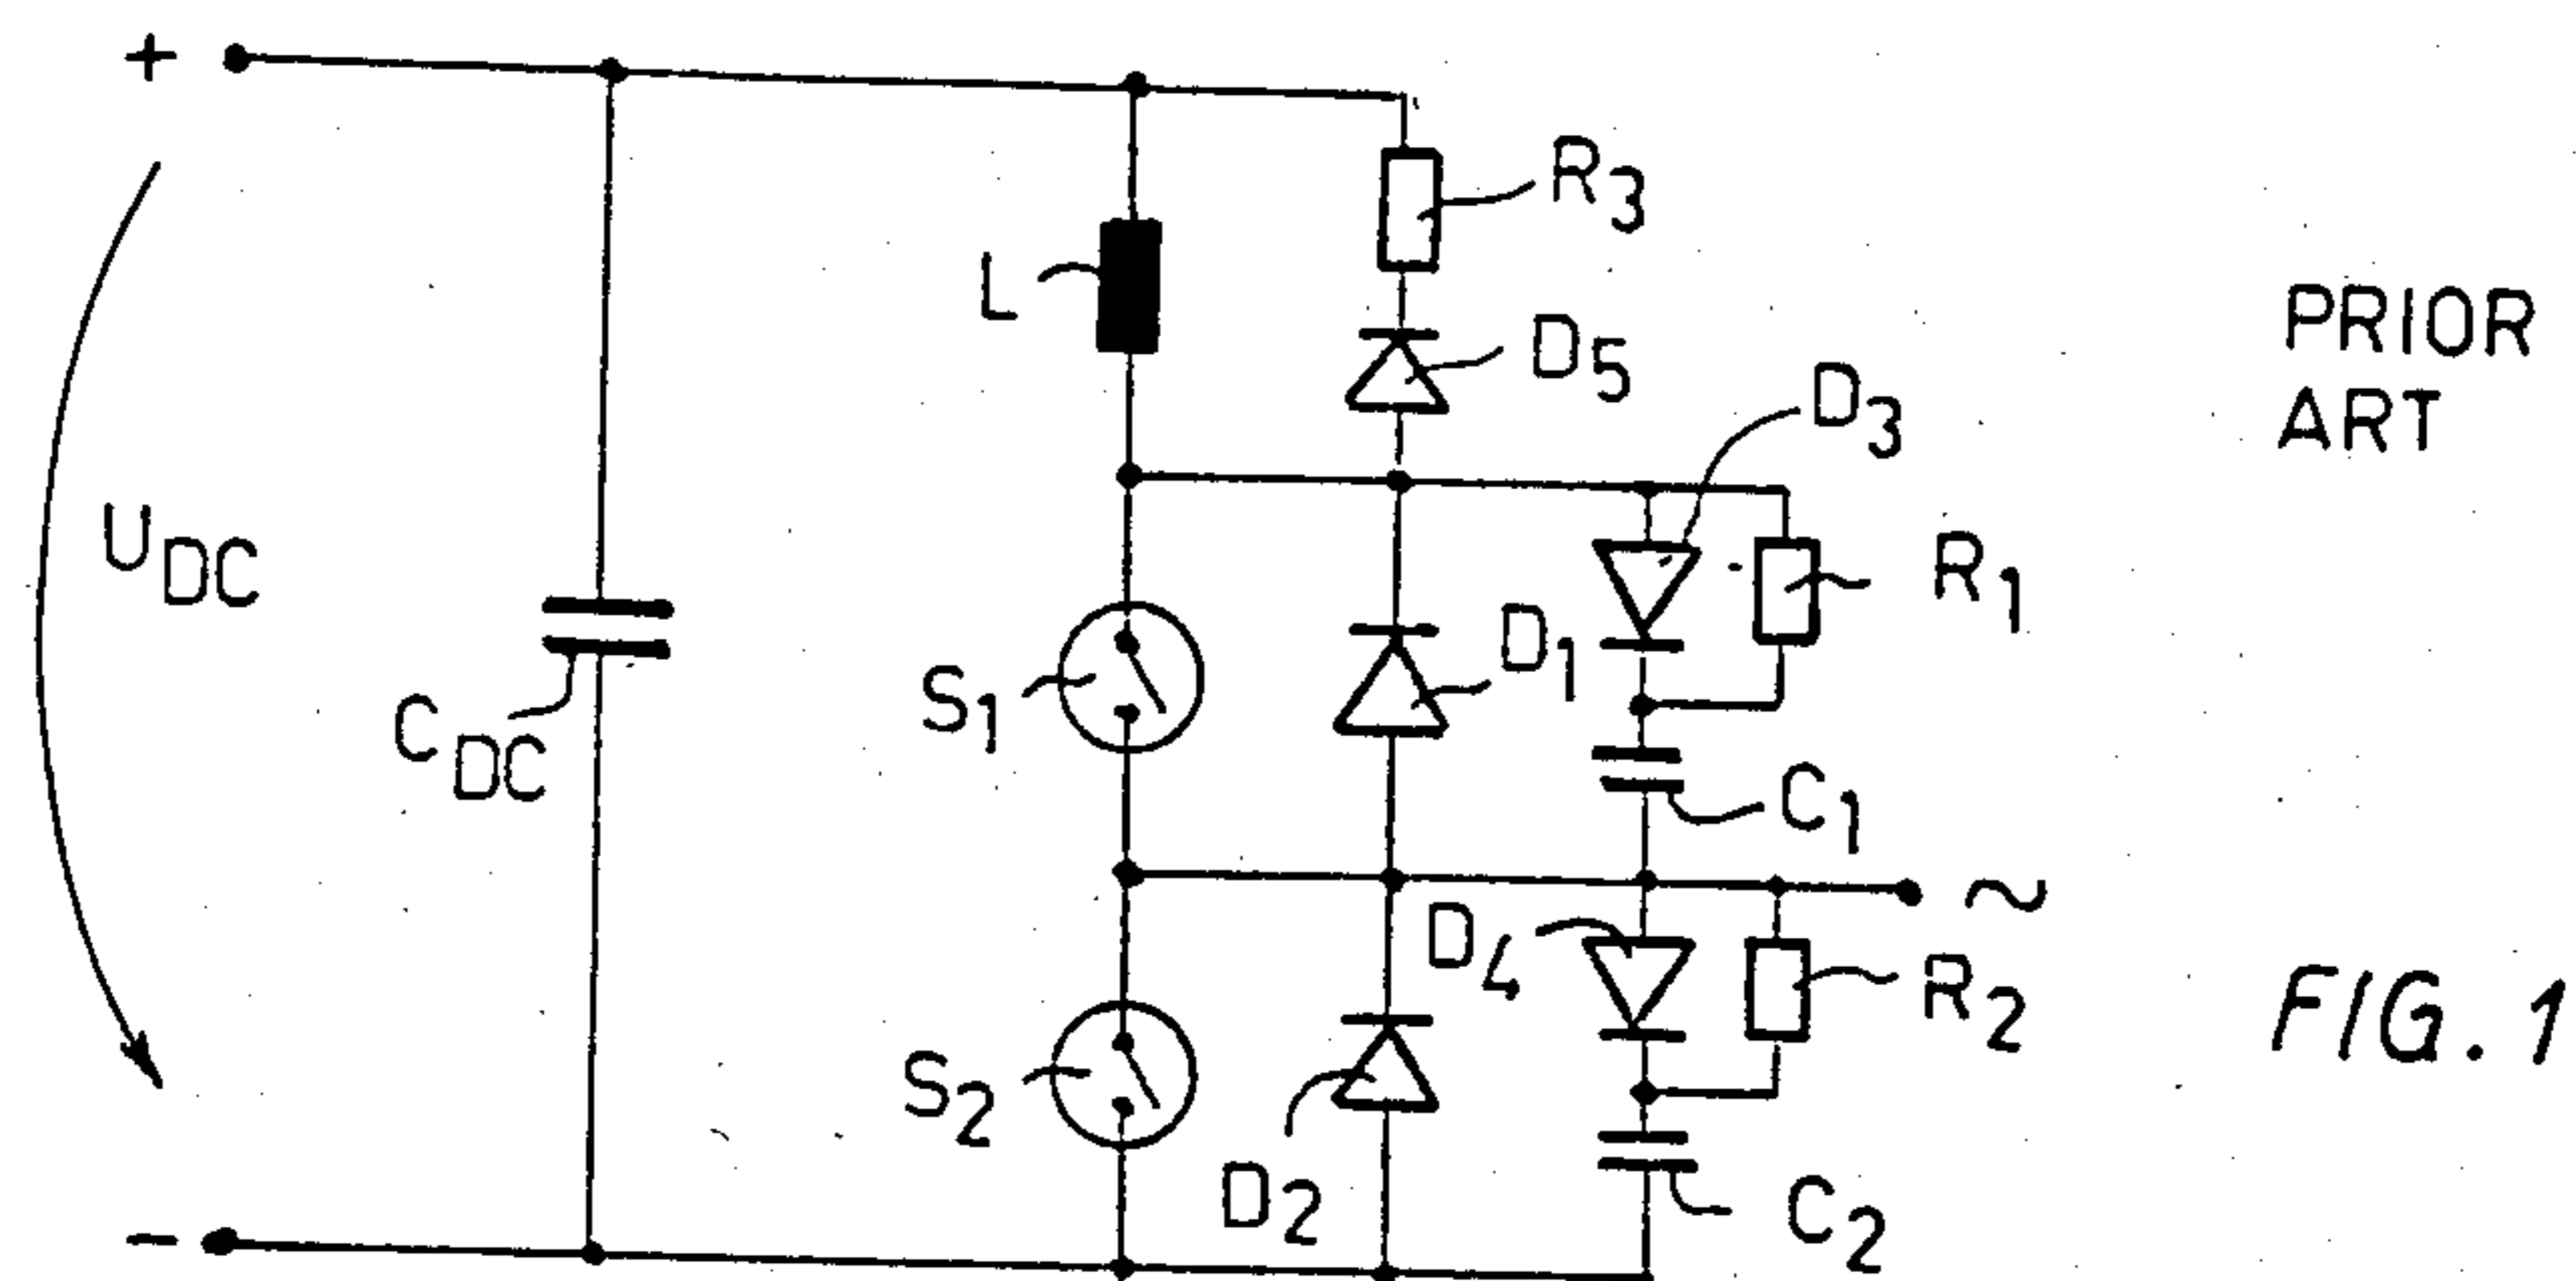 +
R3
L
D5
D3
PRIOR
ART
UDC
R1
D1
S1
CDC
C1
~
D4
R2
FIG. 1
S2
D2
C2
-